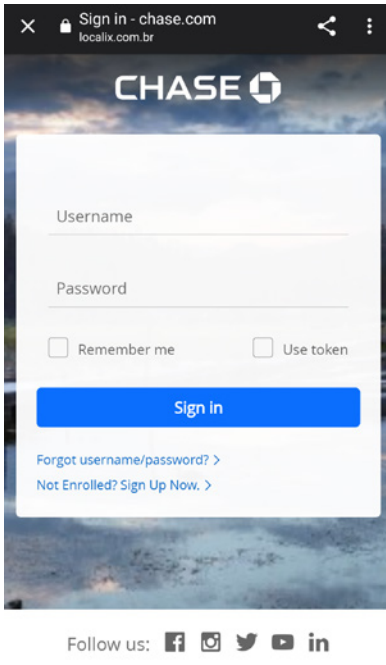 Sign in - chase.com
localix.com.br
CHASE
Username
Password
Remember me Use token
Sign in
Forgot username/password? >
Not Enrolled? Sign Up Now. >
Follow us: